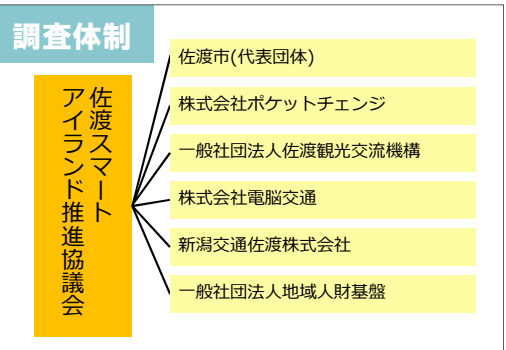 調査体制
佐渡スマート
アイランド推進協議会
佐渡市(代表団体)
株式会社ポケットチェンジ
一般社団法人佐渡観光交流機構
株式会社電脳交通
新潟交通佐渡株式会社
一般社団法人地域人財基盤